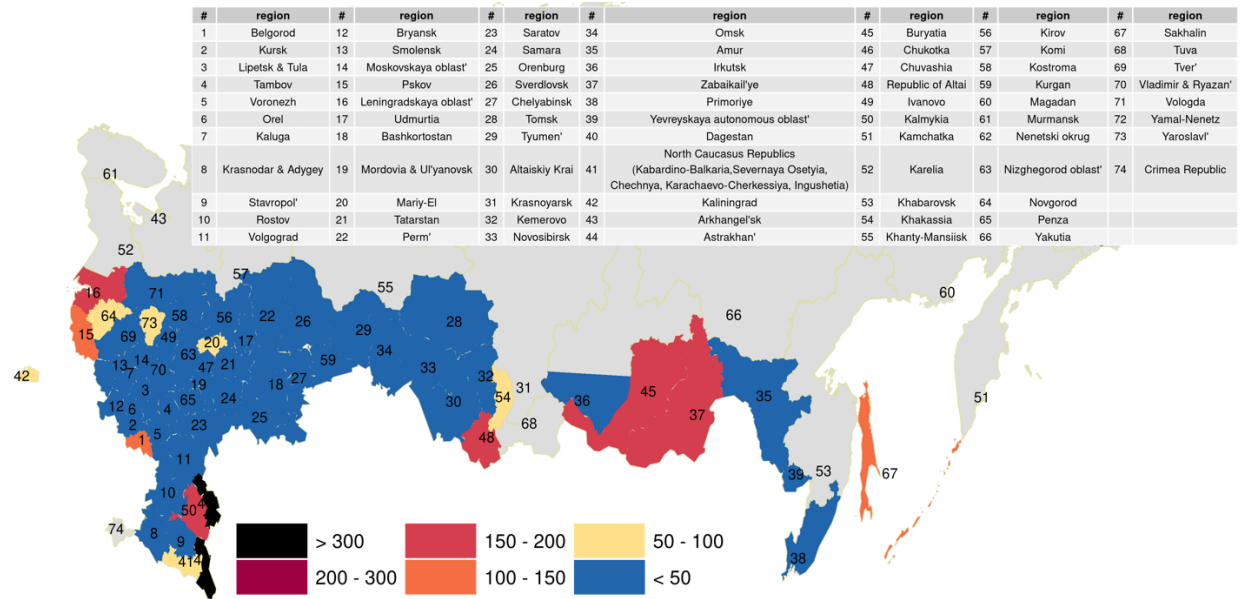 # region # region # region # region # region # region # region
1 Belgorod 12 Bryansk 23 Saratov 34 Omsk 45 Buryatia 56 Kirov 67 Sakhalin
2 Kursk 13 Smolensk 24 Samara 35 Amur 46 Chukotka 57 Komi 68 Tuva
3 Lipetsk & Tula 14 Moskovskaya oblast' 25 Orenburg 36 Irkutsk 47 Chuvashia 58 Kostroma 69 Tver'
4 Tambov 15 Pskov 26 Sverdlovsk 37 Zabaikail'ye 48 Republic of Altai 59 Kurgan 70 Vladimir & Ryazan'
5 Voronezh 16 Leningradskaya oblast' 27 Chelyabinsk 38 Primoriye 49 Ivanovo 60 Magadan 71 Vologda
6 Orel 17 Udmurtia 28 Tomsk 39 Yevreyskaya autonomous oblast' 50 Kalmykia 61 Murmansk 72 Yamal-Nenetz
7 Kaluga 18 Bashkortostan 29 Tyumen' 40 Dagestan 51 Kamchatka 62 Nenetski okrug 73 Yaroslavl'
North Caucasus Republics
8 Krasnodar & Adygey 19 Mordovia & Ul'yanovsk 30 Altaiskiy Krai 41 (Kabardino-Balkaria,Severnaya Osetyia, 52 Karelia 63 Nizhegorod oblast' 74 Crimea Republic
Chechnya, Karachaevo-Cherkessiya, Ingushetia)
9 Stavropol' 20 Mariy-El 31 Krasnoyarsk 42 Kaliningrad 53 Khabarovsk 64 Novgorod
10 Rostov 21 Tatarstan 32 Kemerovo 43 Arkhangel'sk 54 Khakassia 65 Penza
11 Volgograd 22 Perm' 33 Novosibirsk 44 Astrakhan' 55 Khanty-Mansiisk 66 Yakutia
61
43
52
57
55
16 71 60
64 73 58 56 22 26 28 66
15 69 49 20 17 29
63 34
13 14 70 47 21 59 33
7
42 19 18 27 32 31 45 51
3 65 24 30 54 36 35
12 6 4 25 37
2 5 23 68
1 48
11 39 53 67
10
50 4
74 8 9
41 4 38
> 300 150 - 200 50 - 100
200 - 300 100 - 150 < 50